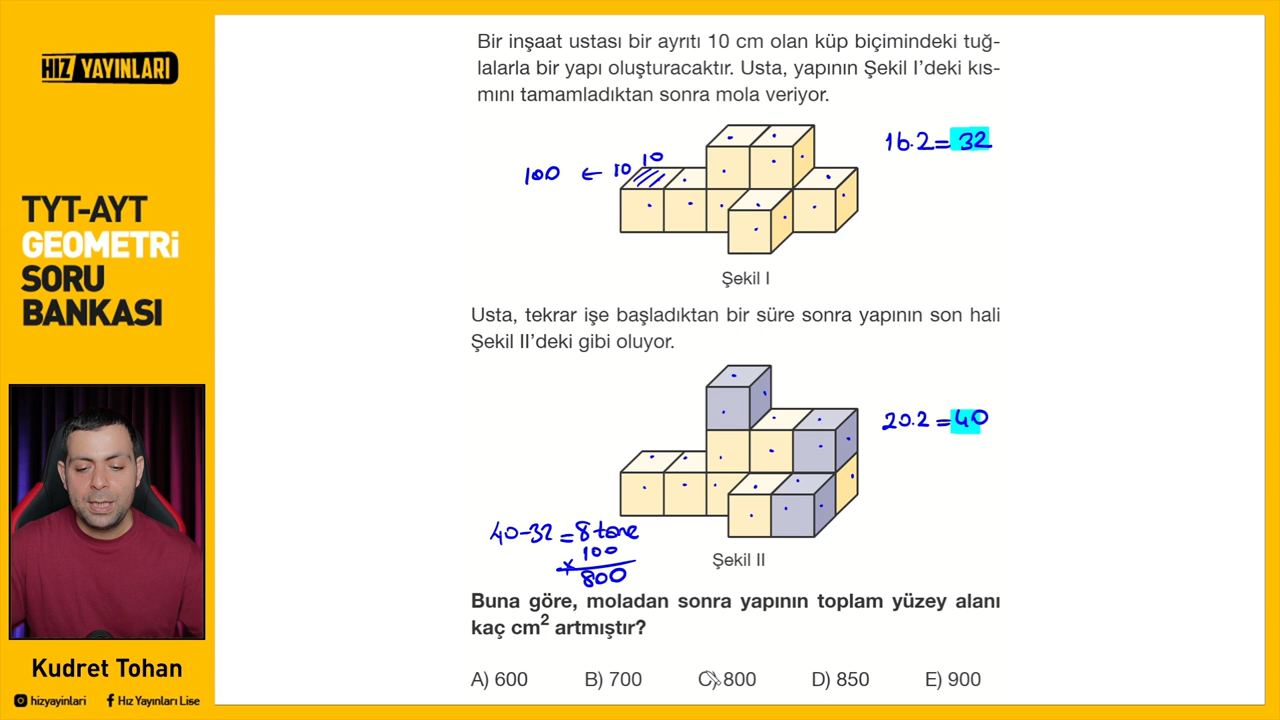 HIZ YAYINLARI
TYT-AYT
GEOMETRİ
SORU
BANKASI
Kudret Tohan
hizyayinlari
Hız Yayınları Lise
Bir inşaat ustası bir ayrıtı 10 cm olan küp biçimindeki tuğ-
lalarla bir yapı oluşturacaktır. Usta, yapının Şekil I’deki kıs-
mını tamamladıktan sonra mola veriyor.
16.2=32
100 ← 10 10
Şekil I
Usta, tekrar işe başladıktan bir süre sonra yapının son hali
Şekil II’deki gibi oluyor.
20.2=40
40-32=8 tane
x 100
800
Şekil II
Buna göre, moladan sonra yapının toplam yüzey alanı
kaç cm² artmıştır?
A) 600 B) 700 C) 800 D) 850 E) 900